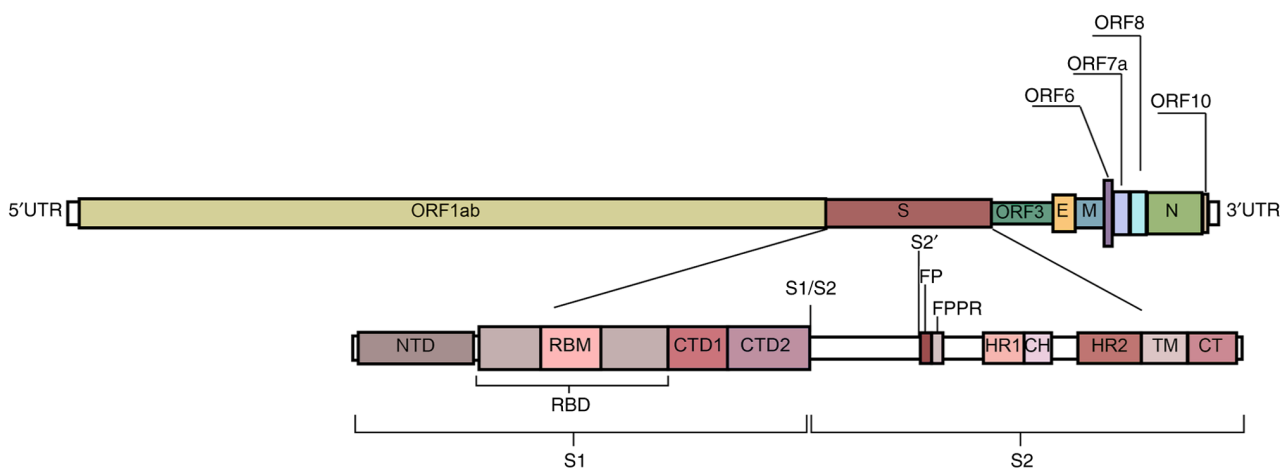 ORF8
ORF7a
ORF6
ORF10
5′UTR ORF1ab S ORF3 E M N 3′UTR
S2′
FP
S1/S2
FPPR
NTD RBM CTD1 CTD2 HR1 CH HR2 TM CT
RBD
S1 S2